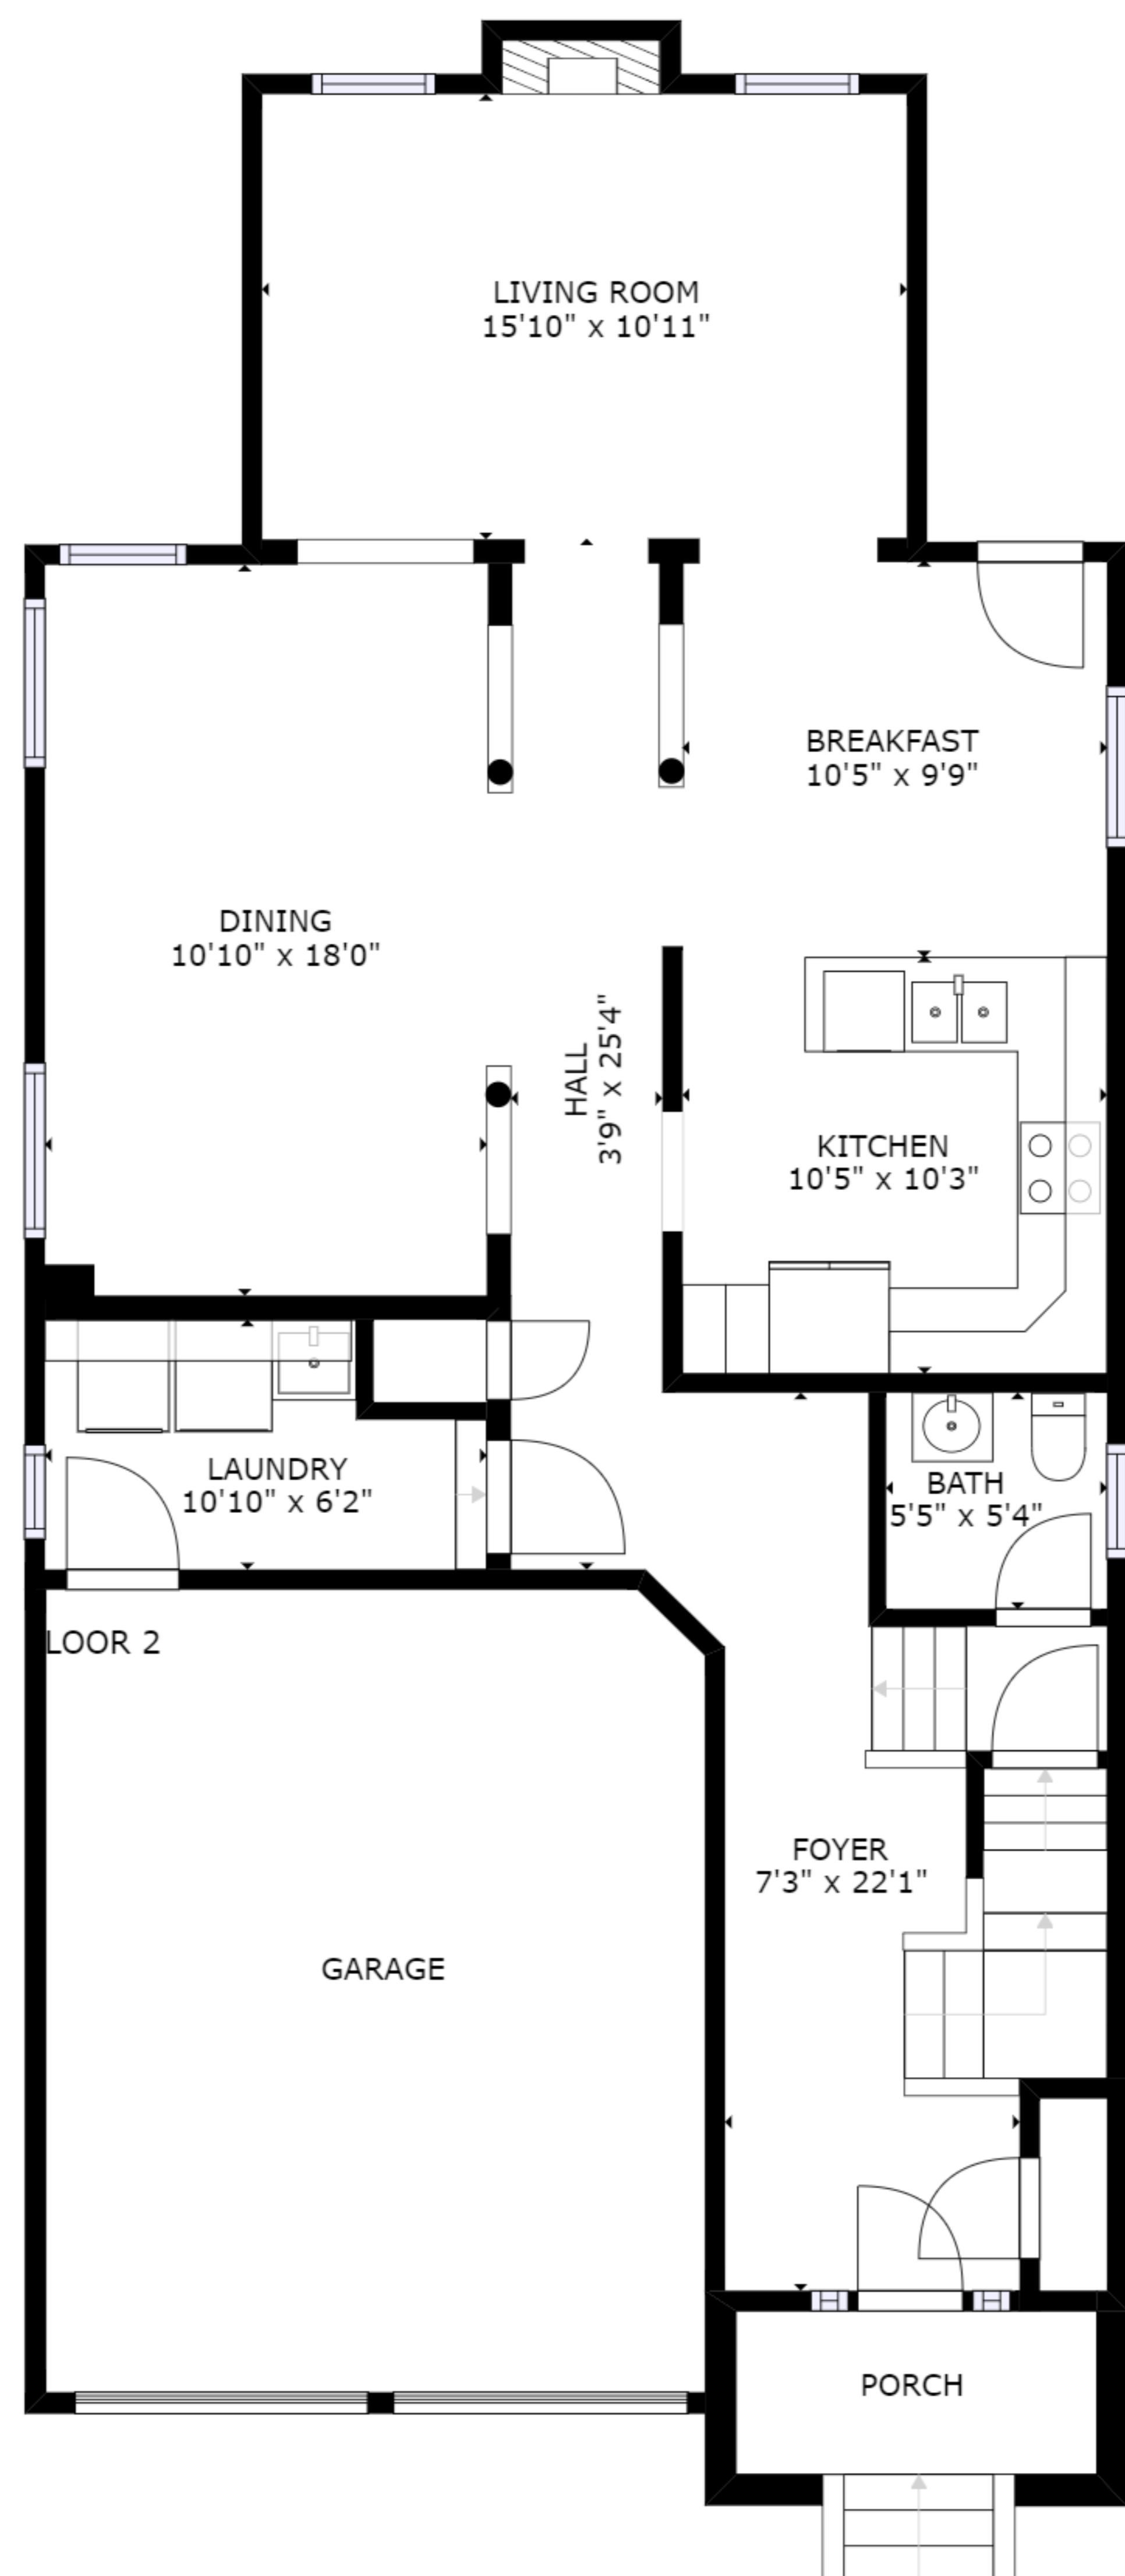 LIVING ROOM
15'10" x 10'11"
BREAKFAST
10'5" x 9'9"
DINING
10'10" x 18'0"
HALL
3'9" x 25'4"
KITCHEN
10'5" x 10'3"
LAUNDRY
10'10" x 6'2"
BATH
5'5" x 5'4"
LOOR 2
FOYER
7'3" x 22'1"
GARAGE
PORCH